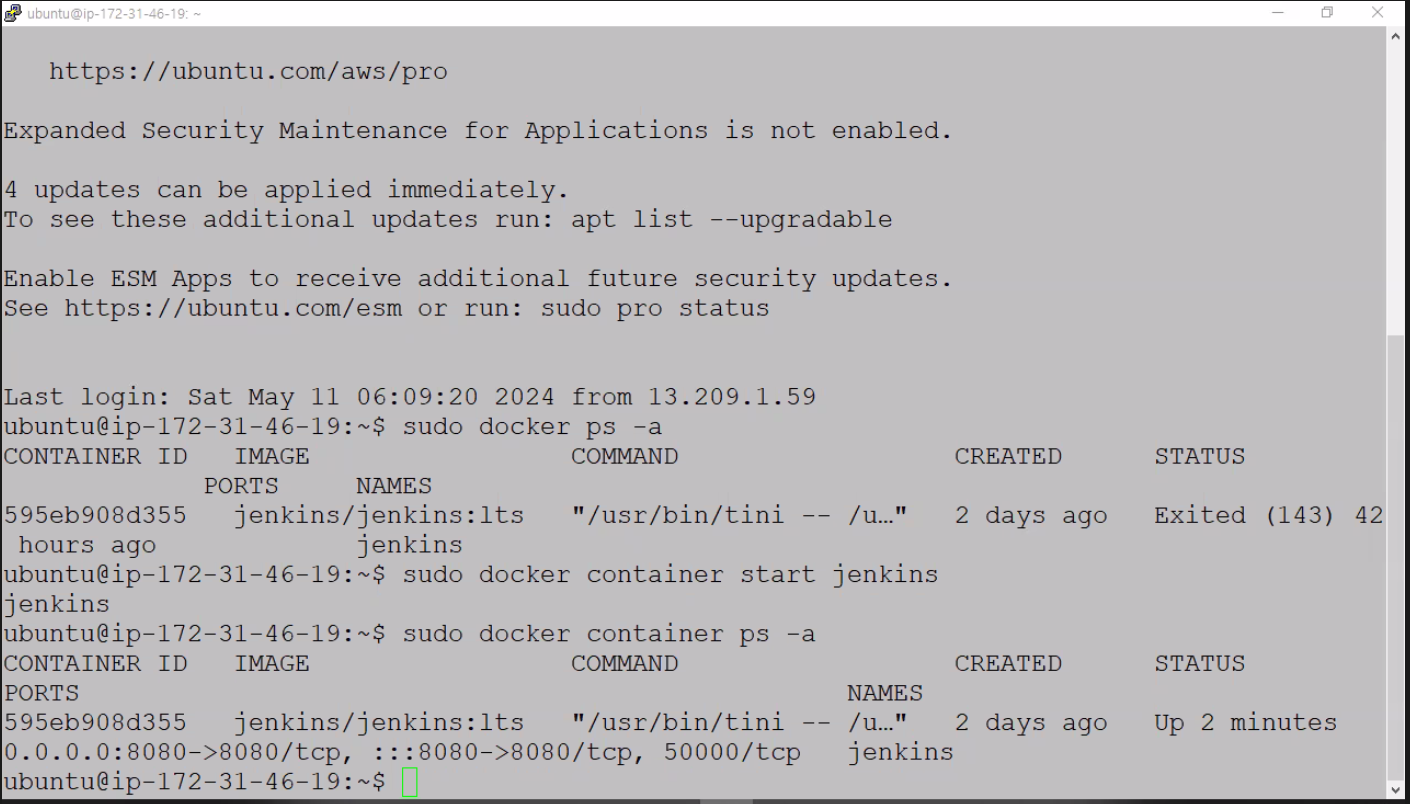 ubuntu@ip-172-31-46-19: ~
https://ubuntu.com/aws/pro
Expanded Security Maintenance for Applications is not enabled.
4 updates can be applied immediately.
To see these additional updates run: apt list --upgradable
Enable ESM Apps to receive additional future security updates.
See https://ubuntu.com/esm or run: sudo pro status
Last login: Sat May 11 06:09:20 2024 from 13.209.1.59
ubuntu@ip-172-31-46-19:~$ sudo docker ps -a
CONTAINER ID   IMAGE                 COMMAND                  CREATED      STATUS
             PORTS     NAMES
595eb908d355   jenkins/jenkins:lts   "/usr/bin/tini -- /u…"   2 days ago   Exited (143) 42
 hours ago             jenkins
ubuntu@ip-172-31-46-19:~$ sudo docker container start jenkins
jenkins
ubuntu@ip-172-31-46-19:~$ sudo docker container ps -a
CONTAINER ID   IMAGE                 COMMAND                  CREATED      STATUS
PORTS                                                  NAMES
595eb908d355   jenkins/jenkins:lts   "/usr/bin/tini -- /u…"   2 days ago   Up 2 minutes
0.0.0.0:8080->8080/tcp, :::8080->8080/tcp, 50000/tcp   jenkins
ubuntu@ip-172-31-46-19:~$